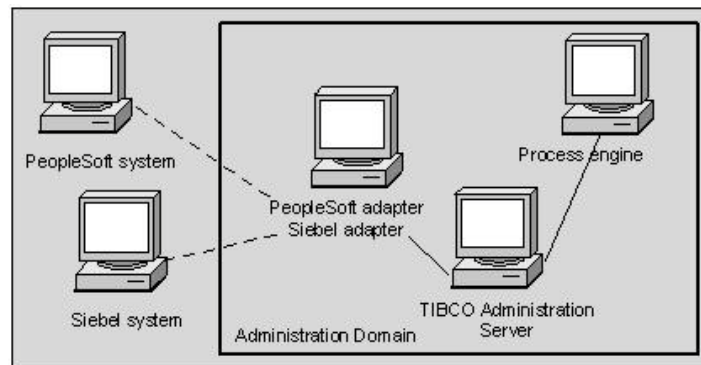 PeopleSoft system
Process engine
PeopleSoft adapter
Siebel adapter
Siebel system
TIBCO Administration
Server
Administration Domain